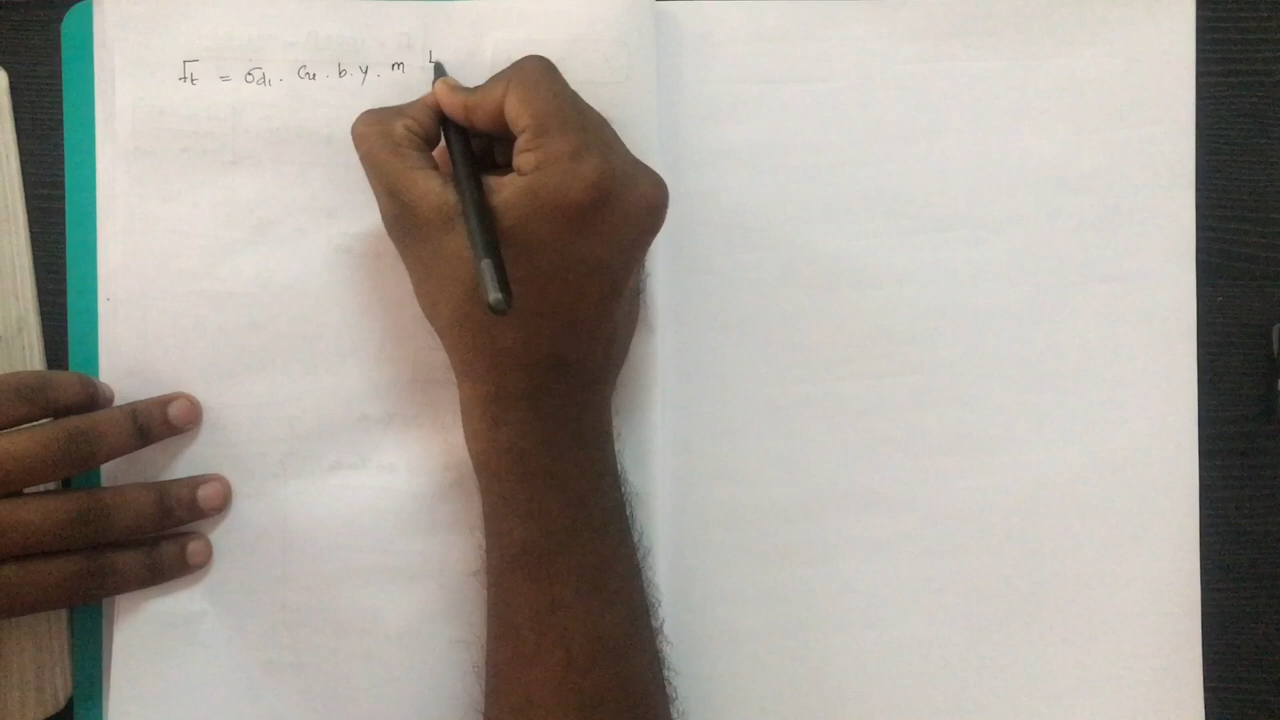 Ft = σd1 . Cv . b . y . m